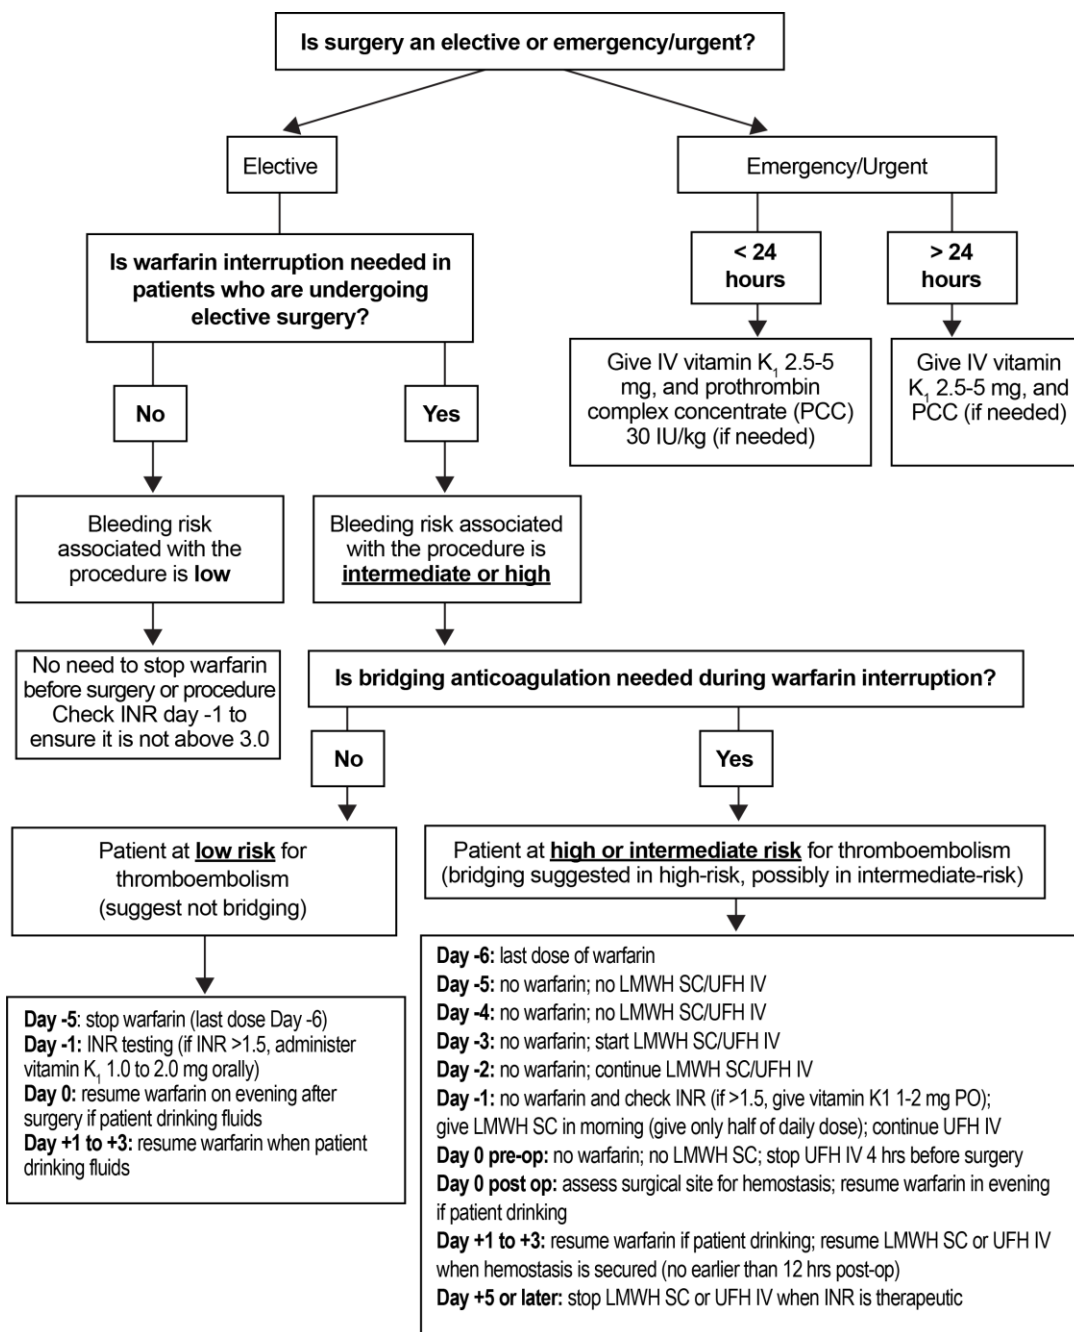 Is surgery an elective or emergency/urgent?
Elective
Emergency/Urgent
Is warfarin interruption needed in
patients who are undergoing
elective surgery?
< 24
hours
> 24
hours
Give IV vitamin K₁ 2.5-5
mg, and prothrombin
complex concentrate (PCC)
30 IU/kg (if needed)
Give IV vitamin
K₁ 2.5-5 mg, and
PCC (if needed)
No
Yes
Bleeding risk
associated with the
procedure is low
Bleeding risk associated
with the procedure is
intermediate or high
No need to stop warfarin
before surgery or procedure
Check INR day -1 to
ensure it is not above 3.0
Is bridging anticoagulation needed during warfarin interruption?
No
Yes
Patient at low risk for
thromboembolism
(suggest not bridging)
Patient at high or intermediate risk for thromboembolism
(bridging suggested in high-risk, possibly in intermediate-risk)
Day -5: stop warfarin (last dose Day -6)
Day -1: INR testing (if INR >1.5, administer
vitamin K₁ 1.0 to 2.0 mg orally)
Day 0: resume warfarin on evening after
surgery if patient drinking fluids
Day +1 to +3: resume warfarin when patient
drinking fluids
Day -6: last dose of warfarin
Day -5: no warfarin; no LMWH SC/UFH IV
Day -4: no warfarin; no LMWH SC/UFH IV
Day -3: no warfarin; start LMWH SC/UFH IV
Day -2: no warfarin; continue LMWH SC/UFH IV
Day -1: no warfarin and check INR (if >1.5, give vitamin K1 1-2 mg PO);
give LMWH SC in morning (give only half of daily dose); continue UFH IV
Day 0 pre-op: no warfarin; no LMWH SC; stop UFH IV 4 hrs before surgery
Day 0 post op: assess surgical site for hemostasis; resume warfarin in evening
if patient drinking
Day +1 to +3: resume warfarin if patient drinking; resume LMWH SC or UFH IV
when hemostasis is secured (no earlier than 12 hrs post-op)
Day +5 or later: stop LMWH SC or UFH IV when INR is therapeutic